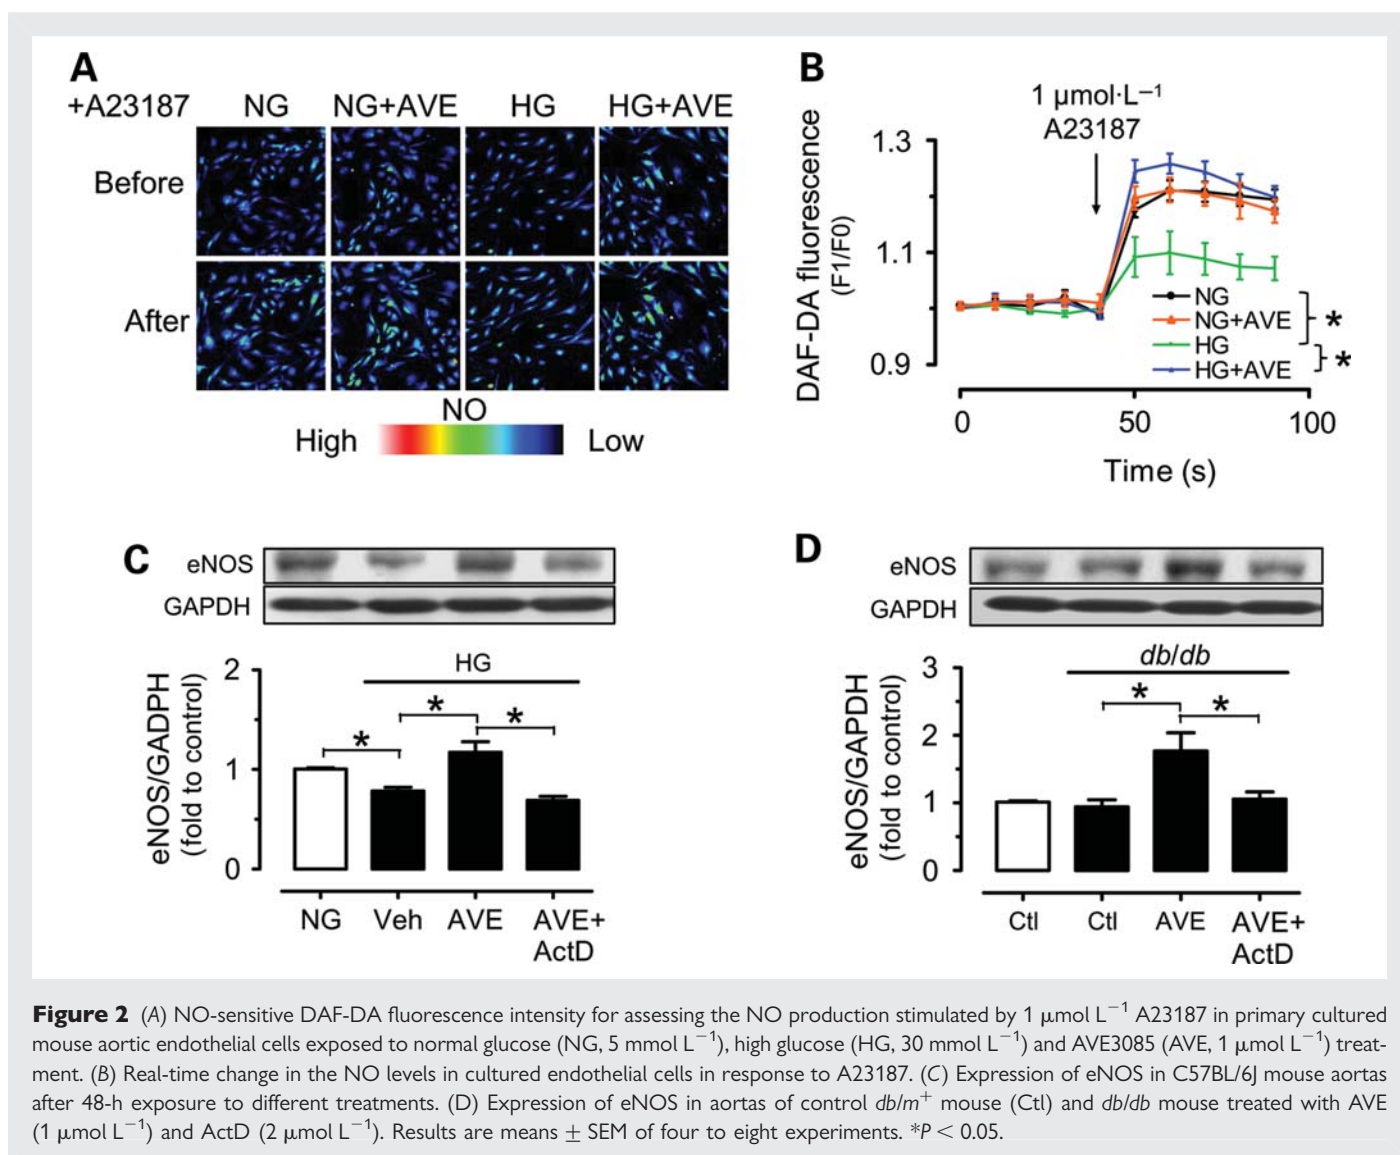 A
+A23187 NG NG+AVE HG HG+AVE
Before
After
NO
High Low
B
1 μmol·L−1
A23187
DAF-DA fluorescence
(F1/F0)
1.3
1.1
0.9
NG
NG+AVE
*
HG
HG+AVE
*
0 50 100
Time (s)
C
eNOS
GAPDH
eNOS/GADPH
(fold to control)
2
1
0
HG
* * *
NG Veh AVE AVE+
ActD
D
eNOS
GAPDH
eNOS/GAPDH
(fold to control)
3
2
1
0
db/db
* *
Ctl Ctl AVE AVE+
ActD
Figure 2 (A) NO-sensitive DAF-DA fluorescence intensity for assessing the NO production stimulated by 1 μmol L−1 A23187 in primary cultured
mouse aortic endothelial cells exposed to normal glucose (NG, 5 mmol L−1), high glucose (HG, 30 mmol L−1) and AVE3085 (AVE, 1 μmol L−1) treat-
ment. (B) Real-time change in the NO levels in cultured endothelial cells in response to A23187. (C) Expression of eNOS in C57BL/6J mouse aortas
after 48-h exposure to different treatments. (D) Expression of eNOS in aortas of control db/m+ mouse (Ctl) and db/db mouse treated with AVE
(1 μmol L−1) and ActD (2 μmol L−1). Results are means ± SEM of four to eight experiments. *P < 0.05.